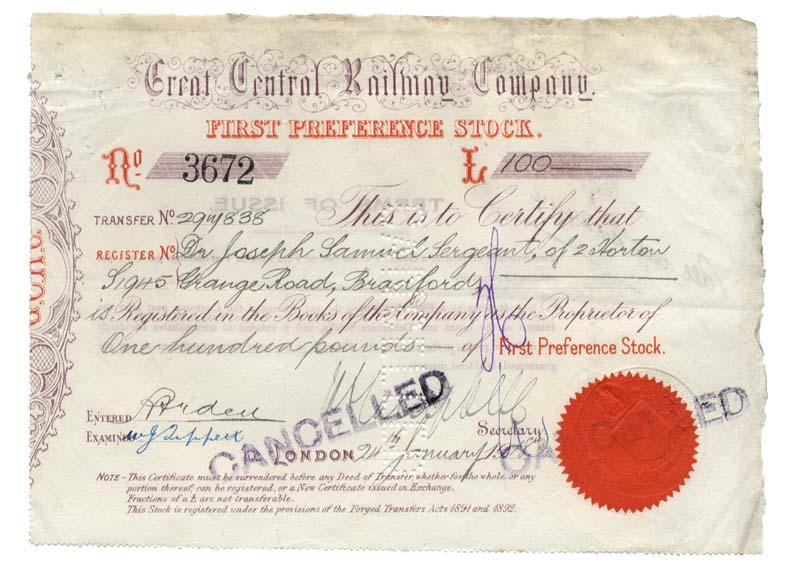 Great Central Railway Company.
FIRST PREFERENCE STOCK.
No. 3672 £ 100
TRANSFER No. This is to Certify that
REGISTER No. Dr. Joseph Samuel Sergeant, of 2 Horton
S1945 Grange Road, Bradford,
is Registered in the Books of the Company as the Proprietor of
One hundred pounds of First Preference Stock.
ENTERED Arden
EXAMINED Secretary
CANCELLED
CANCELLED
LONDON 24th January
NOTE - This Certificate must be surrendered before any Deed of Transfer, whether for the whole or any
portion thereof, can be registered, or a New Certificate issued in Exchange.
Fractions of a £ are not transferable.
This Stock is registered under the provisions of the Forged Transfers Acts 1891 and 1892.